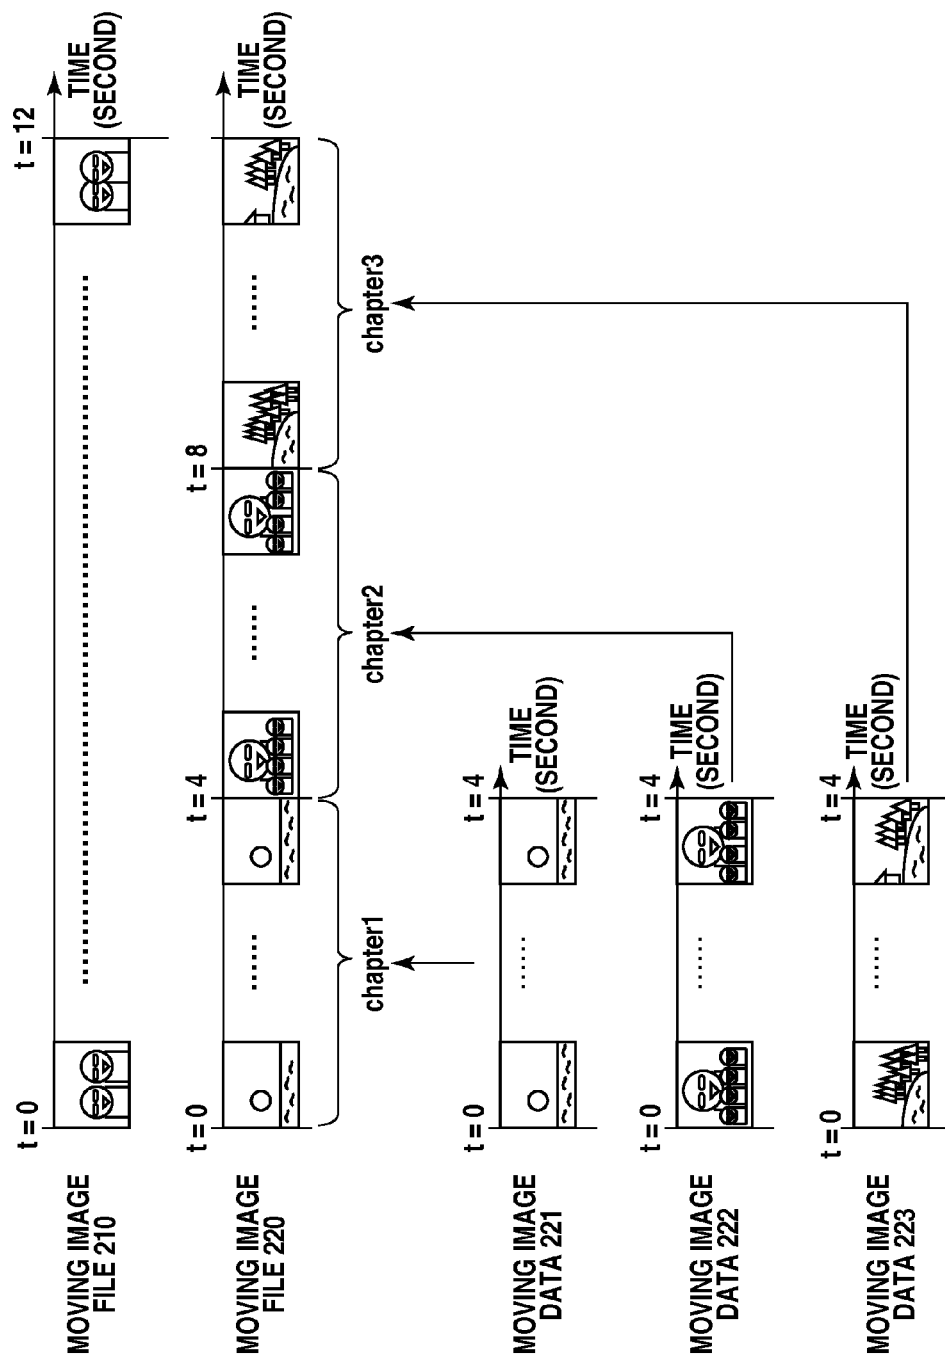 MOVING IMAGE
FILE 210
t = 0
t = 12
TIME
(SECOND)
MOVING IMAGE
FILE 220
t = 0
t = 4
t = 8
TIME
(SECOND)
chapter1
chapter2
chapter3
MOVING IMAGE
DATA 221
t = 0
t = 4
TIME
(SECOND)
MOVING IMAGE
DATA 222
t = 0
t = 4
TIME
(SECOND)
MOVING IMAGE
DATA 223
t = 0
t = 4
TIME
(SECOND)